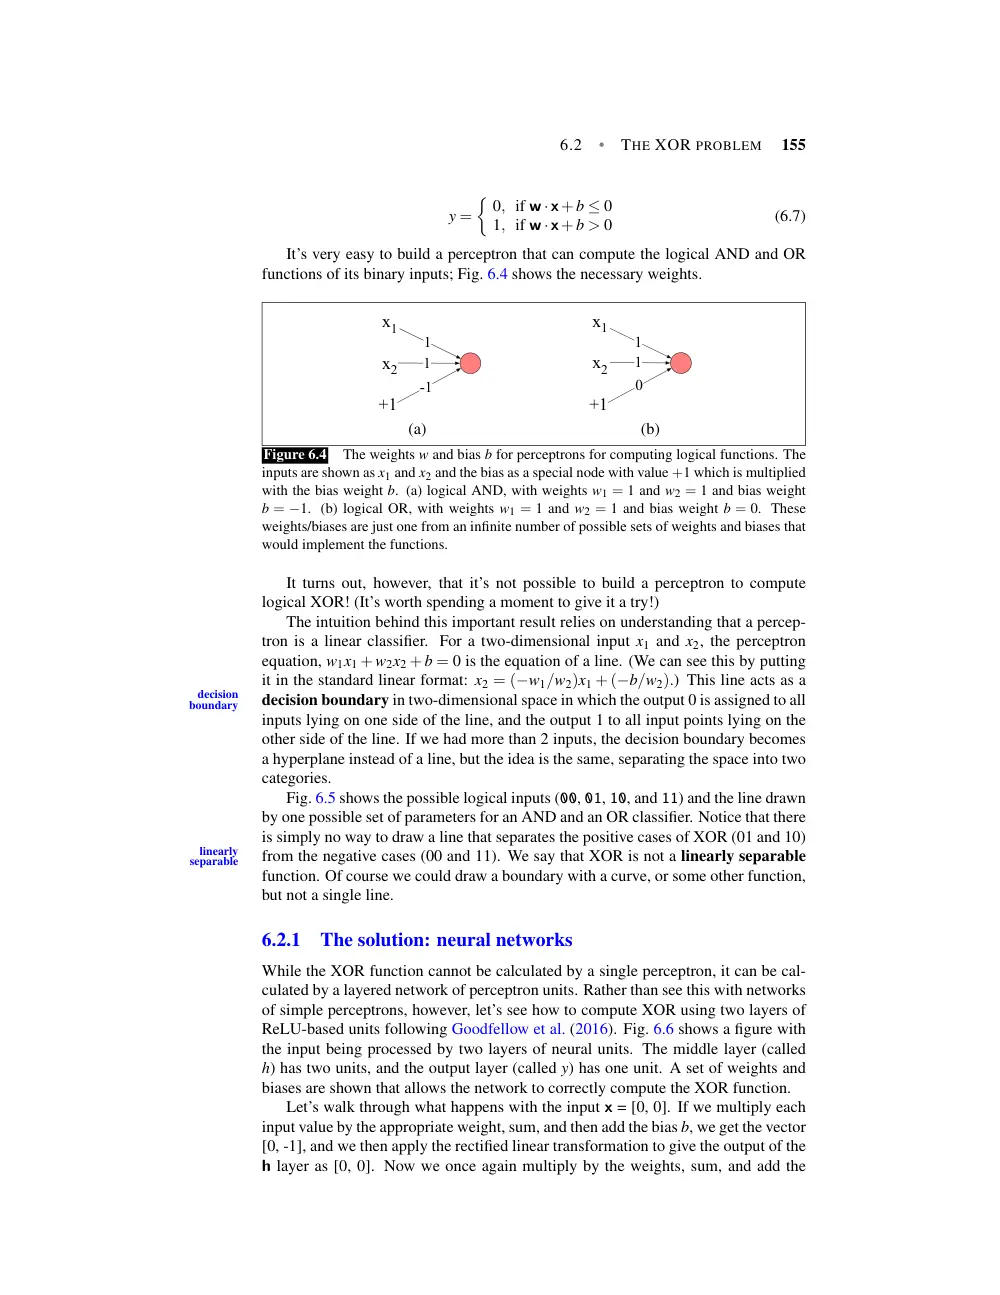 6.2 • THE XOR PROBLEM 155
y = { 0, if w · x + b ≤ 0
1, if w · x + b > 0 (6.7)
It’s very easy to build a perceptron that can compute the logical AND and OR
functions of its binary inputs; Fig. 6.4 shows the necessary weights.
x1
1
x2
1
+1
-1
(a)
x1
1
x2
1
+1
0
(b)
Figure 6.4 The weights w and bias b for perceptrons for computing logical functions. The
inputs are shown as x1 and x2 and the bias as a special node with value +1 which is multiplied
with the bias weight b. (a) logical AND, with weights w1 = 1 and w2 = 1 and bias weight
b = −1. (b) logical OR, with weights w1 = 1 and w2 = 1 and bias weight b = 0. These
weights/biases are just one from an infinite number of possible sets of weights and biases that
would implement the functions.
It turns out, however, that it’s not possible to build a perceptron to compute
logical XOR! (It’s worth spending a moment to give it a try!)
The intuition behind this important result relies on understanding that a percep-
tron is a linear classifier. For a two-dimensional input x1 and x2, the perceptron
equation, w1x1 + w2x2 + b = 0 is the equation of a line. (We can see this by putting
it in the standard linear format: x2 = (−w1/w2)x1 + (−b/w2).) This line acts as a
decision
boundary
decision boundary in two-dimensional space in which the output 0 is assigned to all
inputs lying on one side of the line, and the output 1 to all input points lying on the
other side of the line. If we had more than 2 inputs, the decision boundary becomes
a hyperplane instead of a line, but the idea is the same, separating the space into two
categories.
Fig. 6.5 shows the possible logical inputs (00, 01, 10, and 11) and the line drawn
by one possible set of parameters for an AND and an OR classifier. Notice that there
is simply no way to draw a line that separates the positive cases of XOR (01 and 10)
linearly
separable
from the negative cases (00 and 11). We say that XOR is not a linearly separable
function. Of course we could draw a boundary with a curve, or some other function,
but not a single line.
6.2.1 The solution: neural networks
While the XOR function cannot be calculated by a single perceptron, it can be cal-
culated by a layered network of perceptron units. Rather than see this with networks
of simple perceptrons, however, let’s see how to compute XOR using two layers of
ReLU-based units following Goodfellow et al. (2016). Fig. 6.6 shows a figure with
the input being processed by two layers of neural units. The middle layer (called
h) has two units, and the output layer (called y) has one unit. A set of weights and
biases are shown that allows the network to correctly compute the XOR function.
Let’s walk through what happens with the input x = [0, 0]. If we multiply each
input value by the appropriate weight, sum, and then add the bias b, we get the vector
[0, -1], and we then apply the rectified linear transformation to give the output of the
h layer as [0, 0]. Now we once again multiply by the weights, sum, and add the